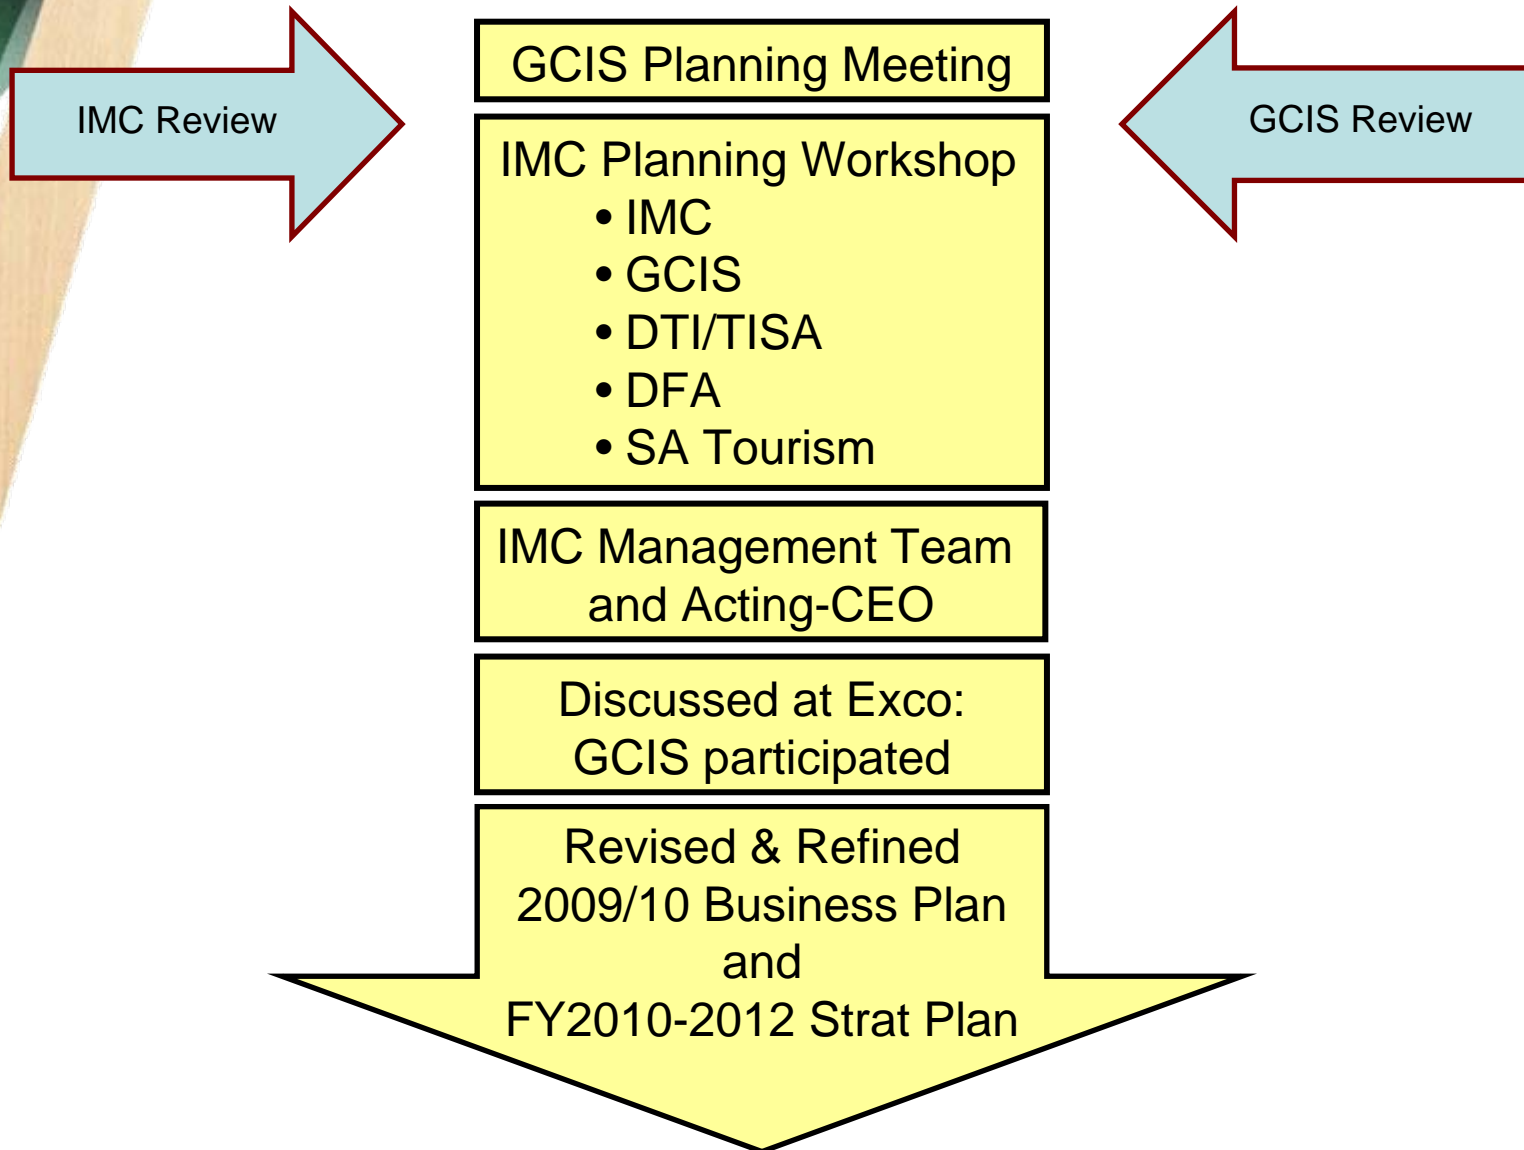 GCIS Planning Meeting
IMC Review
GCIS Review
IMC Planning Workshop
• IMC
• GCIS
• DTI/TISA
• DFA
• SA Tourism
IMC Management Team
and Acting-CEO
Discussed at Exco:
GCIS participated
Revised & Refined
2009/10 Business Plan
and
FY2010-2012 Strat Plan